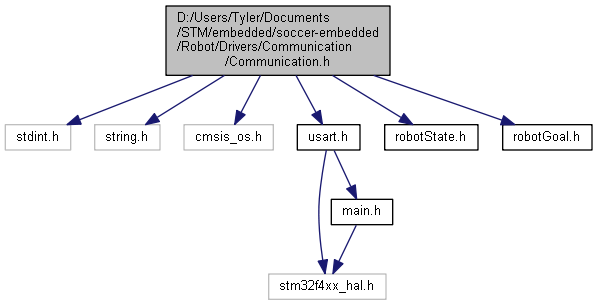 D:/Users/Tyler/Documents
/STM/embedded/soccer-embedded
/Robot/Drivers/Communication
/Communication.h
stdint.h
string.h
cmsis_os.h
usart.h
robotState.h
robotGoal.h
main.h
stm32f4xx_hal.h